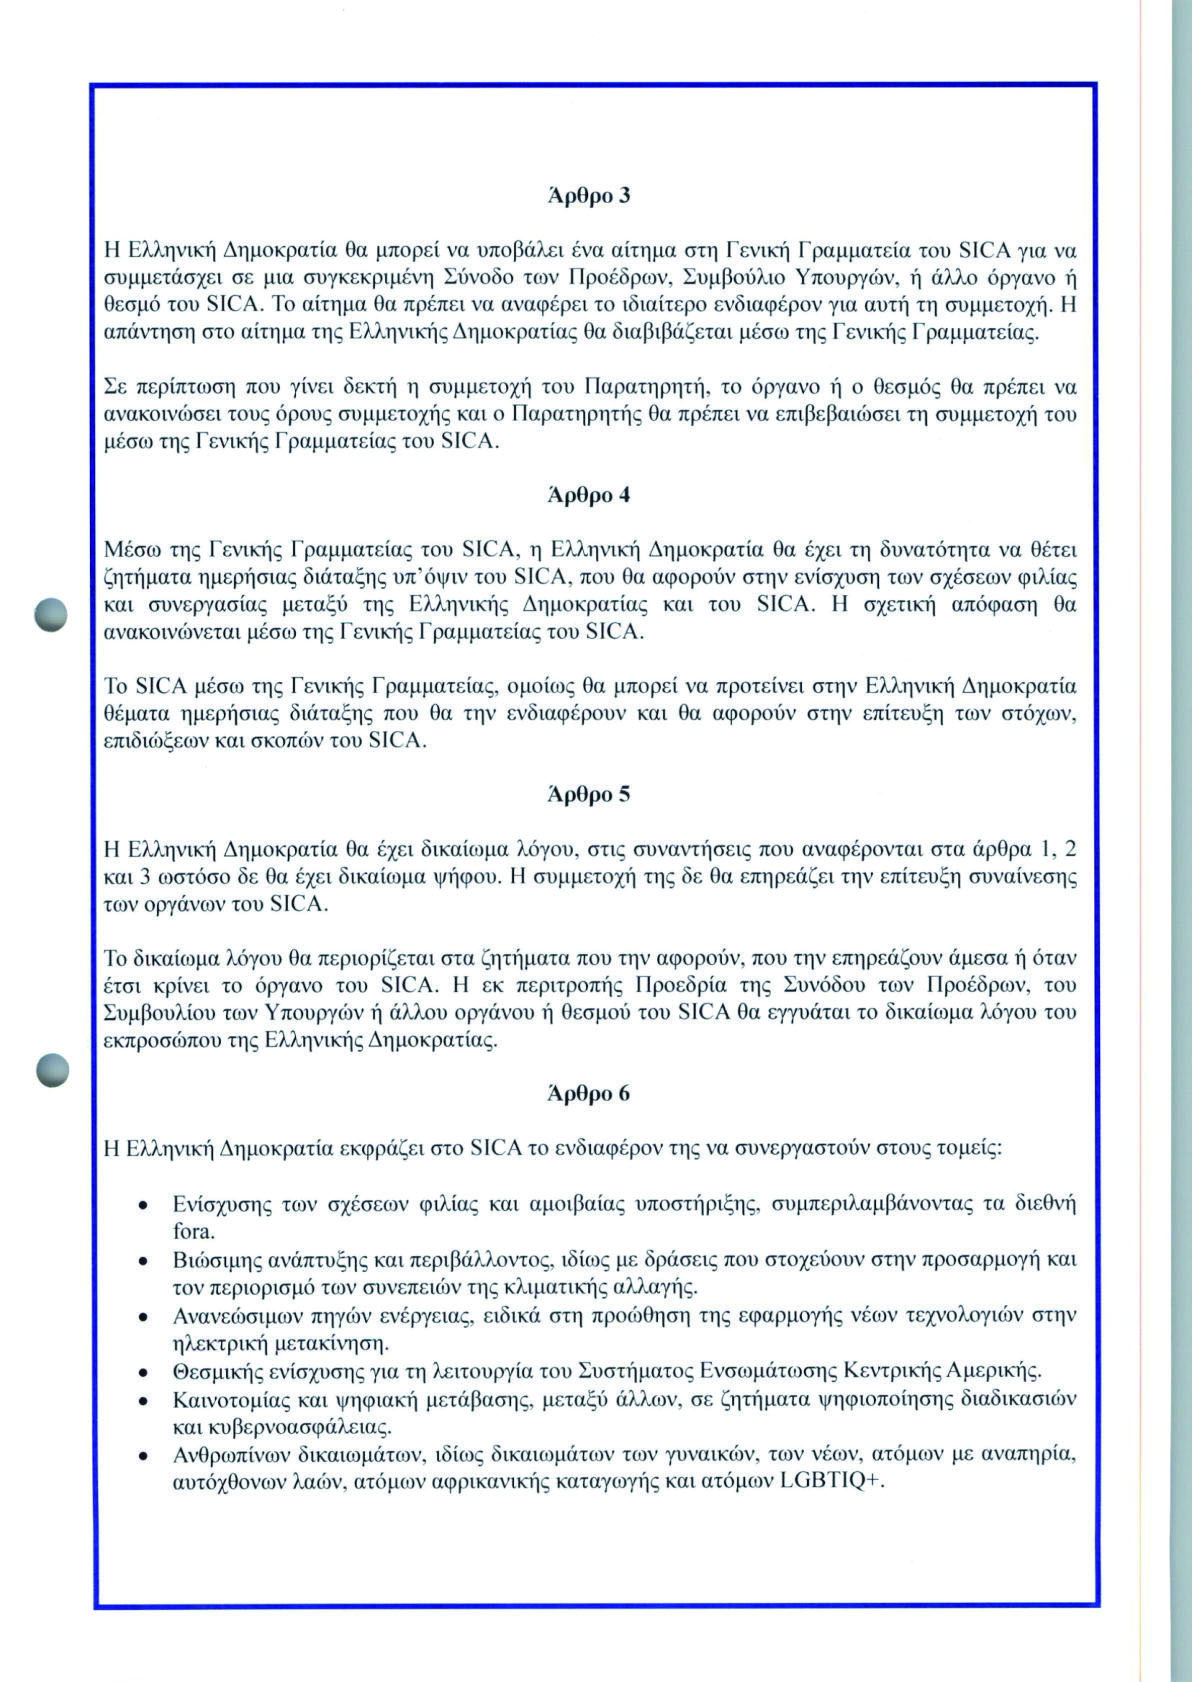 Άρθρο 3
Η Ελληνική Δημοκρατία θα μπορεί να υποβάλει ένα αίτημα στη Γενική Γραμματεία του SICA για να
συμμετάσχει σε μια συγκεκριμένη Σύνοδο των Προέδρων, Συμβούλιο Υπουργών, ή άλλο όργανο ή
θεσμό του SICA. Το αίτημα θα πρέπει να αναφέρει το ιδιαίτερο ενδιαφέρον για αυτή τη συμμετοχή. Η
απάντηση στο αίτημα της Ελληνικής Δημοκρατίας θα διαβιβάζεται μέσω της Γενικής Γραμματείας.
Σε περίπτωση που γίνει δεκτή η συμμετοχή του Παρατηρητή, το όργανο ή ο θεσμός θα πρέπει να
ανακοινώσει τους όρους συμμετοχής και ο Παρατηρητής θα πρέπει να επιβεβαιώσει τη συμμετοχή του
μέσω της Γενικής Γραμματείας του SICA.
Άρθρο 4
Μέσω της Γενικής Γραμματείας του SICA, η Ελληνική Δημοκρατία θα έχει τη δυνατότητα να θέτει
ζητήματα ημερήσιας διάταξης υπ’όψιν του SICA, που θα αφορούν στην ενίσχυση των σχέσεων φιλίας
και συνεργασίας μεταξύ της Ελληνικής Δημοκρατίας και του SICA. Η σχετική απόφαση θα
ανακοινώνεται μέσω της Γενικής Γραμματείας του SICA.
Το SICA μέσω της Γενικής Γραμματείας, ομοίως θα μπορεί να προτείνει στην Ελληνική Δημοκρατία
θέματα ημερήσιας διάταξης που θα την ενδιαφέρουν και θα αφορούν στην επίτευξη των στόχων,
επιδιώξεων και σκοπών του SICA.
Άρθρο 5
Η Ελληνική Δημοκρατία θα έχει δικαίωμα λόγου, στις συναντήσεις που αναφέρονται στα άρθρα 1, 2
και 3 ωστόσο δε θα έχει δικαίωμα ψήφου. Η συμμετοχή της δε θα επηρεάζει την επίτευξη συναίνεσης
των οργάνων του SICA.
Το δικαίωμα λόγου θα περιορίζεται στα ζητήματα που την αφορούν, που την επηρεάζουν άμεσα ή όταν
έτσι κρίνει το όργανο του SICA. Η εκ περιτροπής Προεδρία της Συνόδου των Προέδρων, του
Συμβουλίου των Υπουργών ή άλλου οργάνου ή θεσμού του SICA θα εγγυάται το δικαίωμα λόγου του
εκπροσώπου της Ελληνικής Δημοκρατίας.
Άρθρο 6
Η Ελληνική Δημοκρατία εκφράζει στο SICA το ενδιαφέρον της να συνεργαστούν στους τομείς:
• Ενίσχυσης των σχέσεων φιλίας και αμοιβαίας υποστήριξης, συμπεριλαμβάνοντας τα διεθνή
fora.
• Βιώσιμης ανάπτυξης και περιβάλλοντος, ιδίως με δράσεις που στοχεύουν στην προσαρμογή και
τον περιορισμό των συνεπειών της κλιματικής αλλαγής.
• Ανανεώσιμων πηγών ενέργειας, ειδικά στη προώθηση της εφαρμογής νέων τεχνολογιών στην
ηλεκτρική μετακίνηση.
• Θεσμικής ενίσχυσης για τη λειτουργία του Συστήματος Ενσωμάτωσης Κεντρικής Αμερικής.
• Καινοτομίας και ψηφιακή μετάβασης, μεταξύ άλλων, σε ζητήματα ψηφιοποίησης διαδικασιών
και κυβερνοασφάλειας.
• Ανθρωπίνων δικαιωμάτων, ιδίως δικαιωμάτων των γυναικών, των νέων, ατόμων με αναπηρία,
αυτόχθονων λαών, ατόμων αφρικανικής καταγωγής και ατόμων LGBTIQ+.